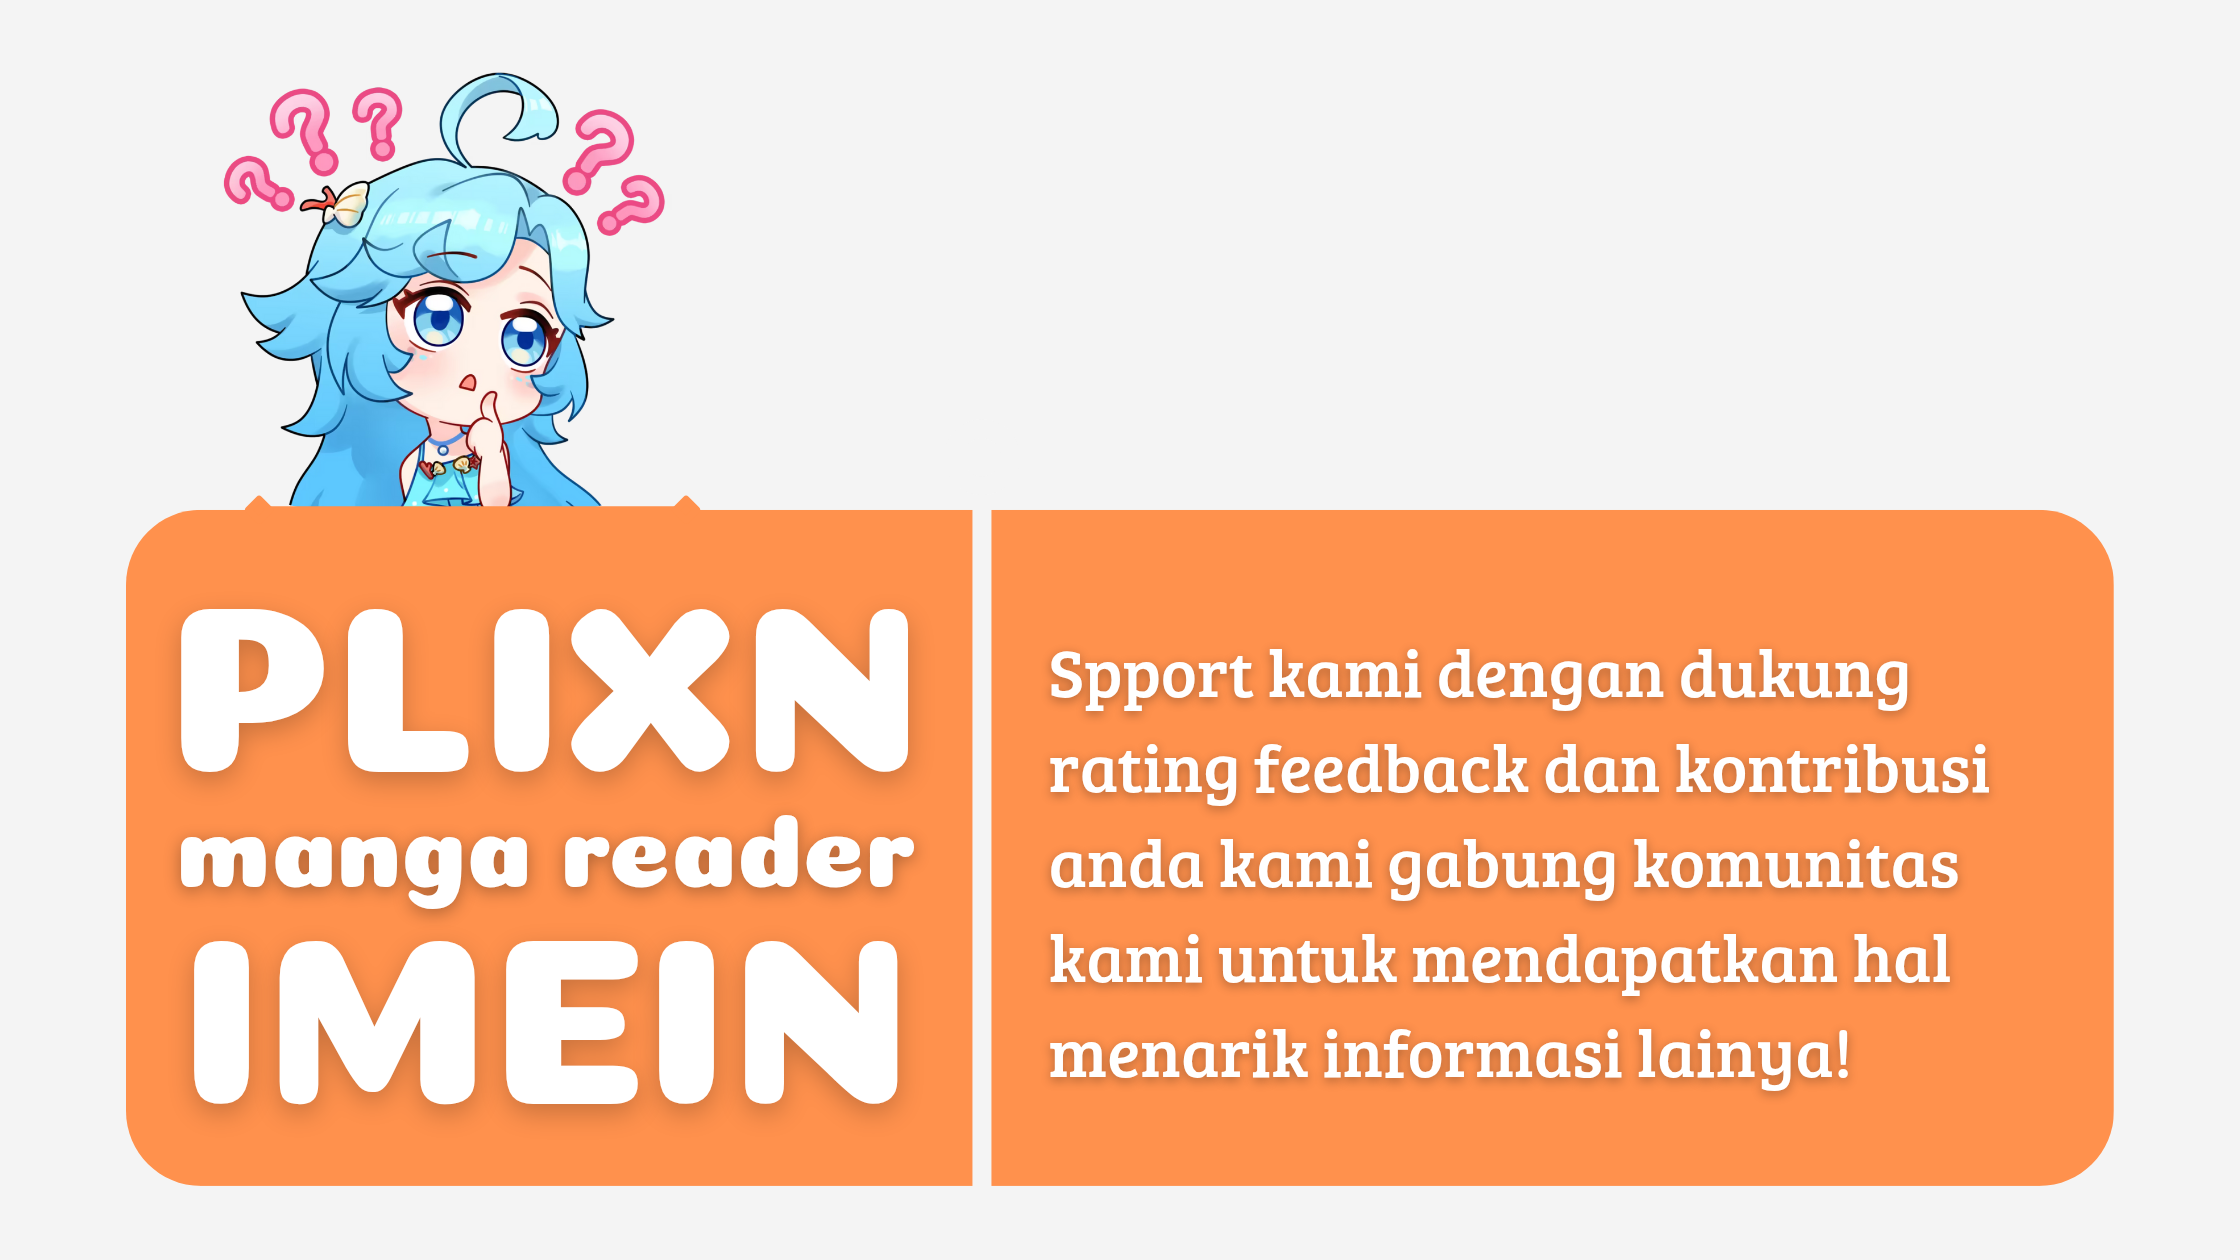 PLIXN
manga reader
IMEIN
Spport kami dengan dukung
rating feedback dan kontribusi
anda kami gabung komunitas
kami untuk mendapatkan hal
menarik informasi lainya!